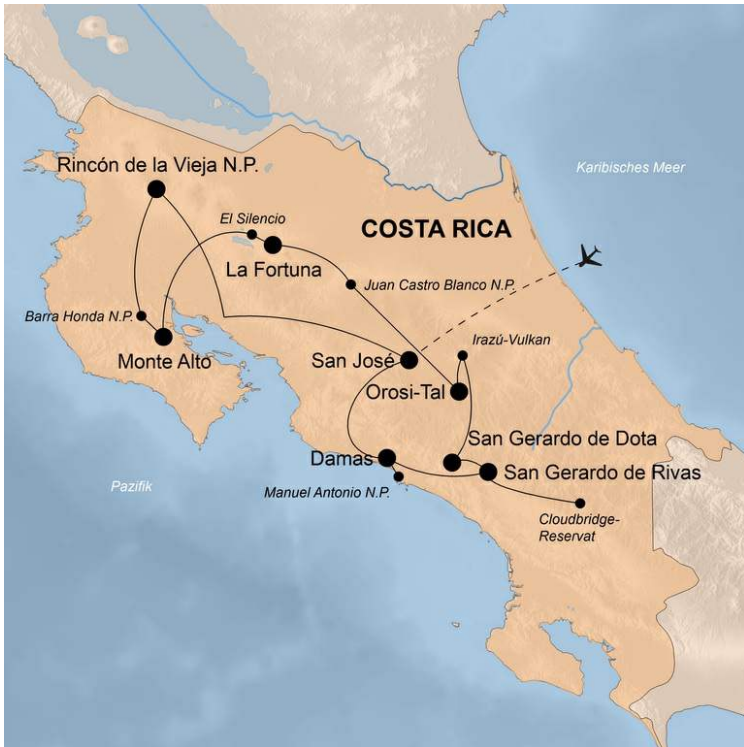 Rincón de la Vieja N.P.
Karibisches Meer
El Silencio
COSTA RICA
La Fortuna
Juan Castro Blanco N.P.
Barra Honda N.P.
Monte Alto
Irazú-Vulkan
San José
Orosi-Tal
San Gerardo de Dota
Damas
San Gerardo de Rivas
Pazifik
Manuel Antonio N.P.
Cloudbridge-
Reservat